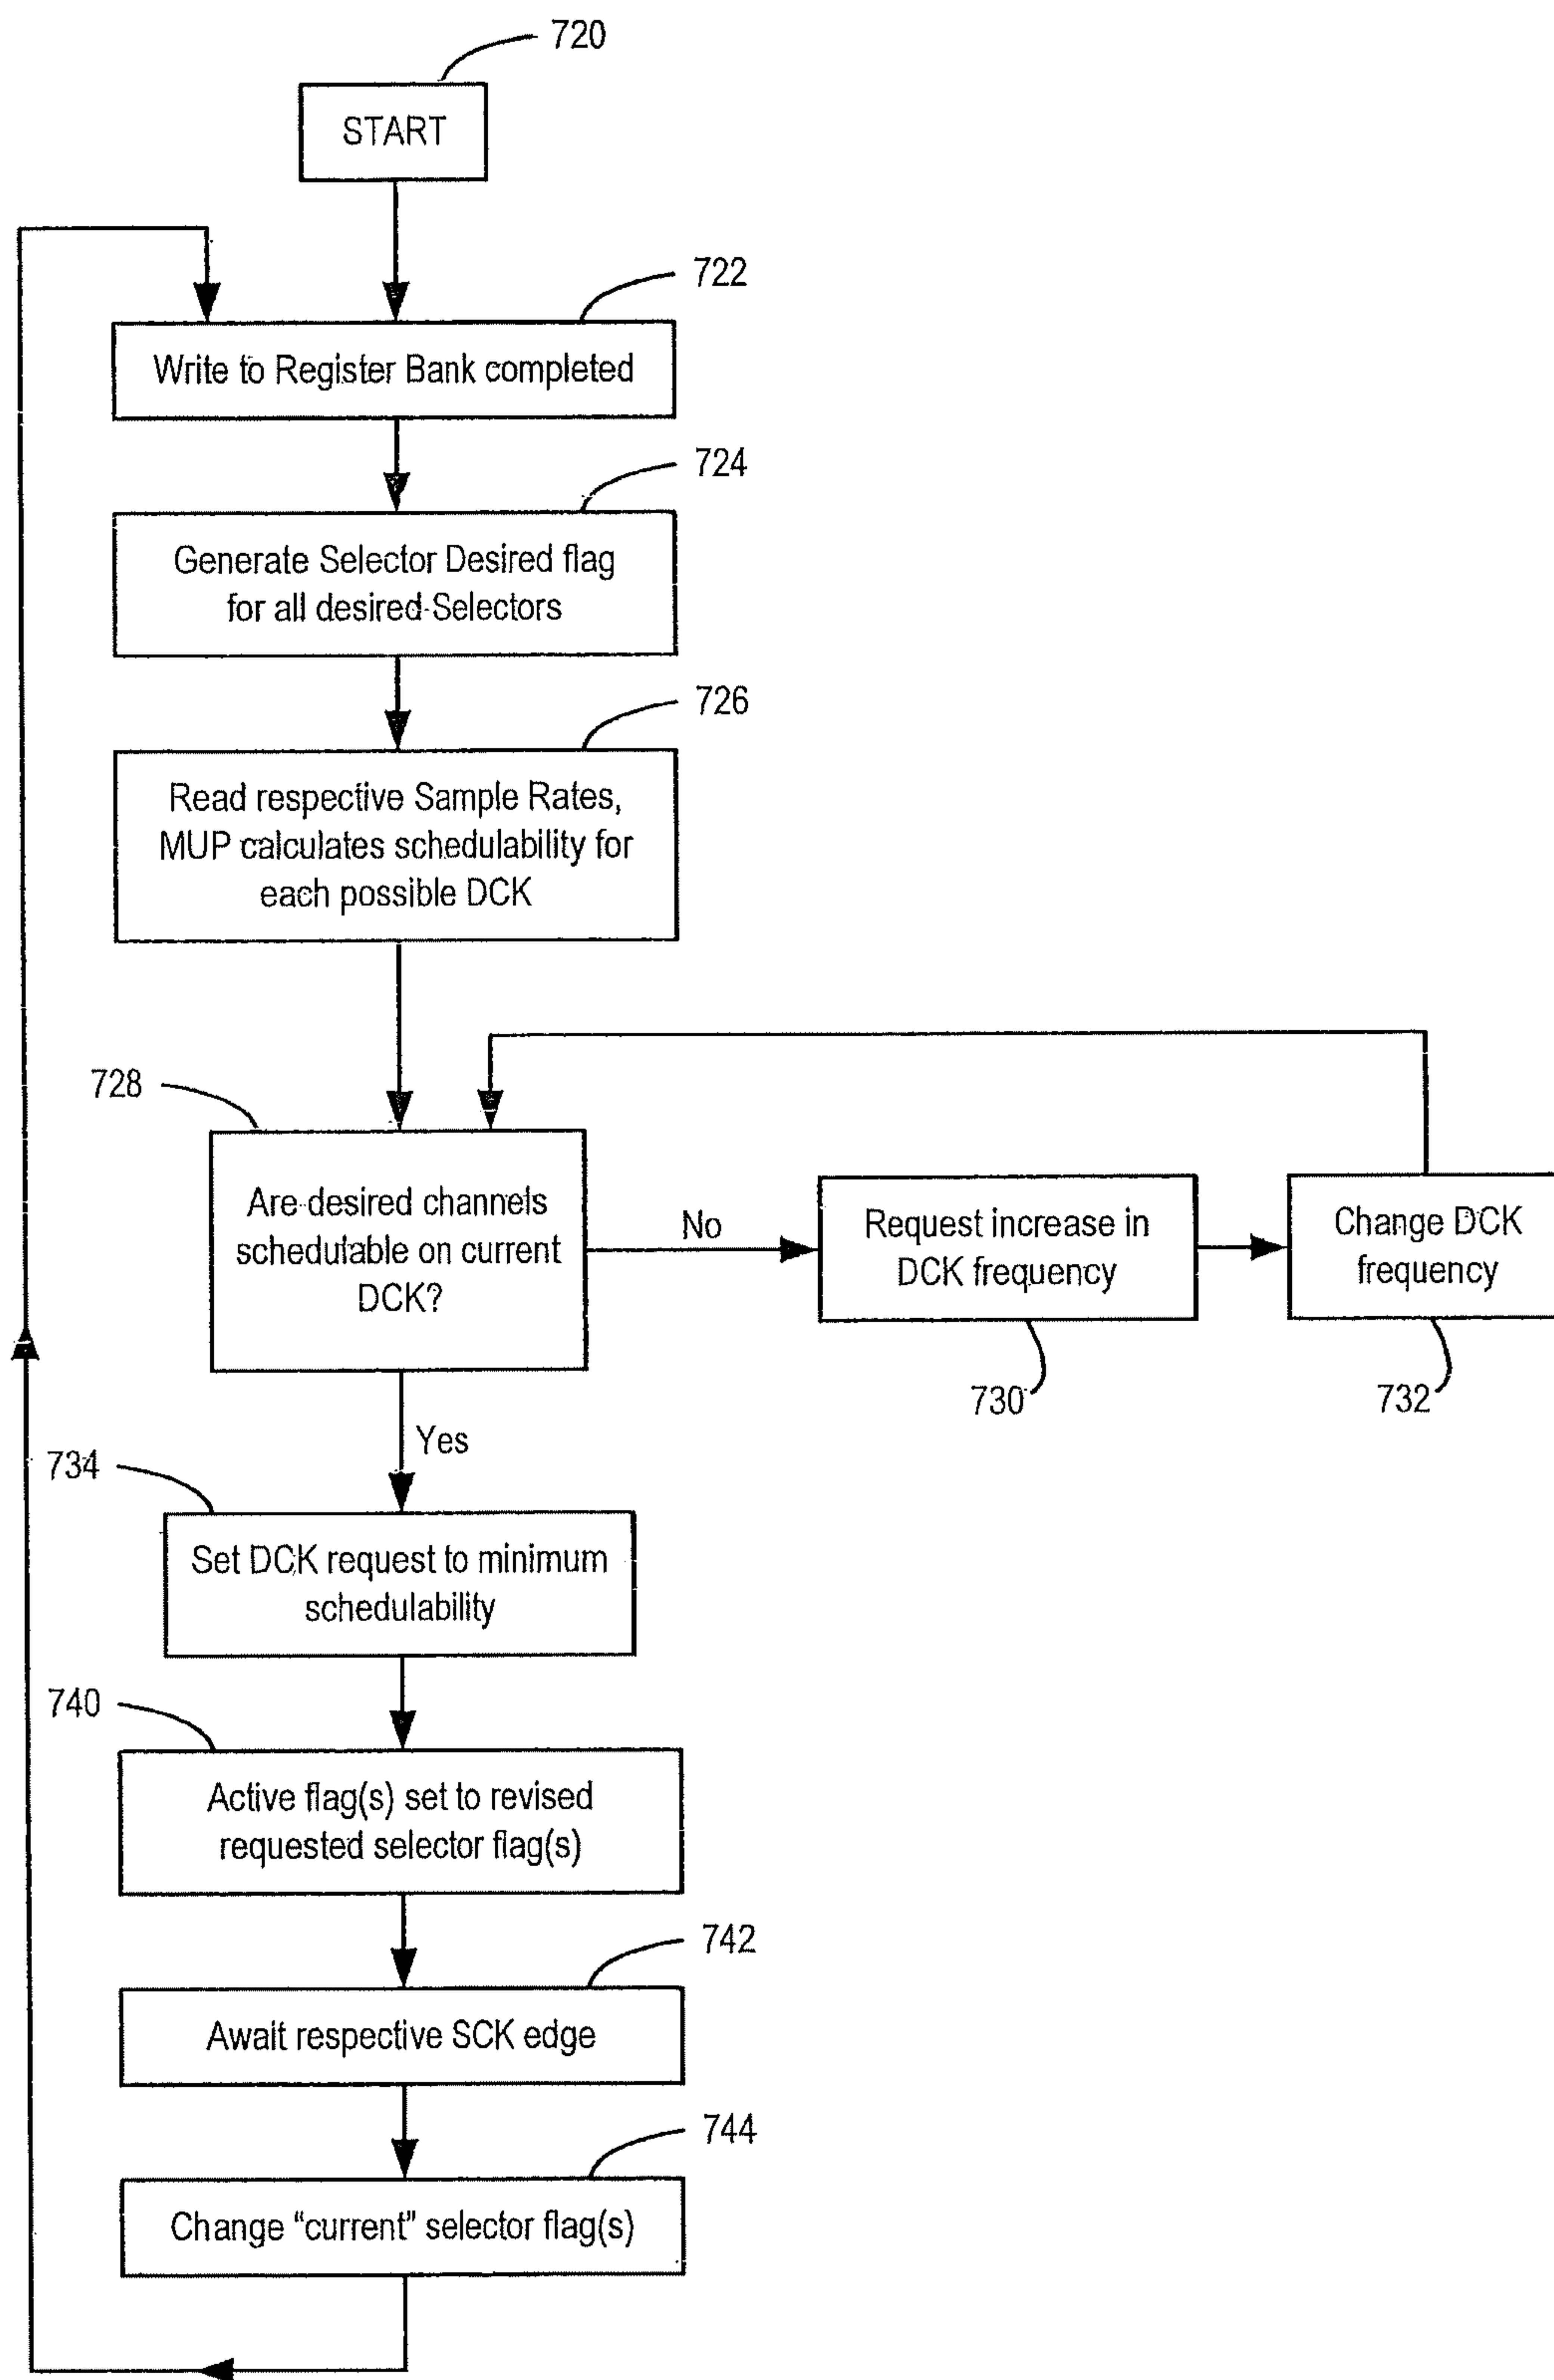 720
START
722
Write to Register Bank completed
724
Generate Selector Desired flag
for all desired Selectors
726
Read respective Sample Rates,
MUP calculates schedulability for
each possible DCK
728
Are desired channels
schedulable on current
DCK?
No
Request increase in
DCK frequency
730
Change DCK
frequency
732
Yes
734
Set DCK request to minimum
schedulability
740
Active flag(s) set to revised
requested selector flag(s)
742
Await respective SCK edge
744
Change “current” selector flag(s)